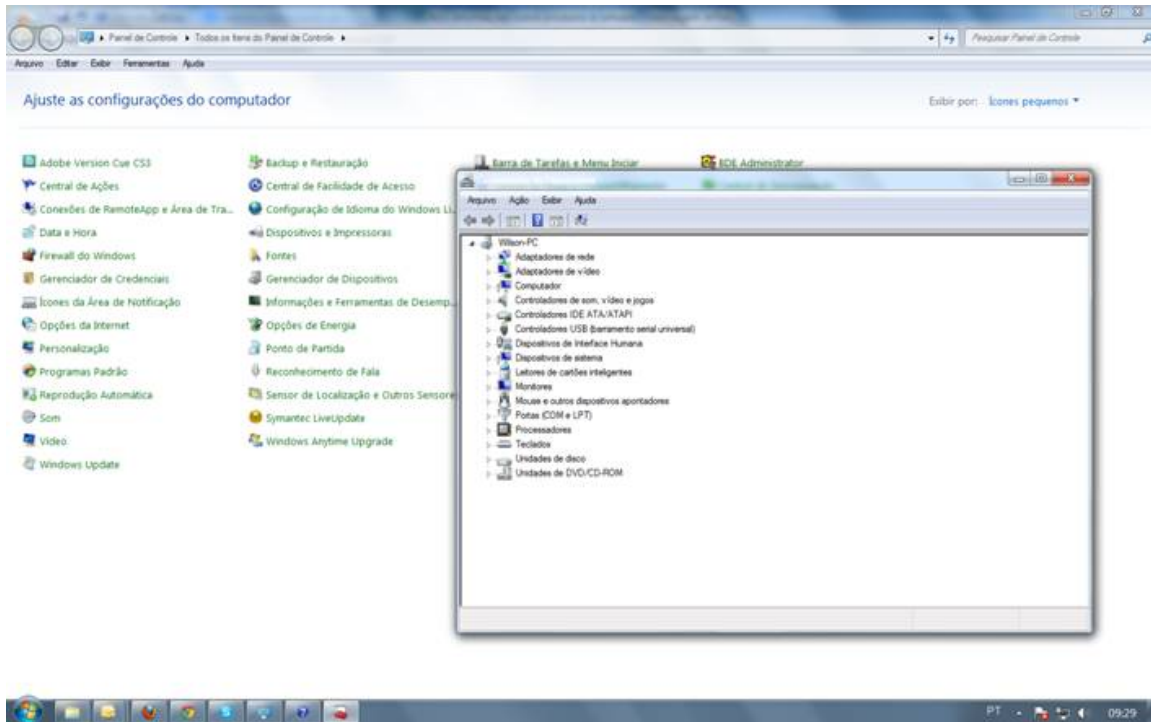 Painel de Controle Todos os Itens do Painel de Controle
Pesquisar Painel de Controle
Arquivo Editar Exibir Ferramentas Ajuda
Ajuste as configurações do computador
Exibir por: Ícones pequenos
Adobe Version Cue CS3
Backup e Restauração
Barra de Tarefas e Menu Iniciar
BDE Administrator
Central de Ações
Central de Facilidade de Acesso
Conexões de RemoteApp e Área de Tra...
Configuração de Idioma do Windows Li...
Data e Hora
Dispositivos e Impressoras
Firewall do Windows
Fontes
Gerenciador de Credenciais
Gerenciador de Dispositivos
Ícones da Área de Notificação
Informações e Ferramentas de Desemp...
Opções da Internet
Opções de Energia
Personalização
Ponto de Partida
Programas Padrão
Reconhecimento de Fala
Reprodução Automática
Sensor de Localização e Outros Sensore
Som
Symantec LiveUpdate
Vídeo
Windows Anytime Upgrade
Windows Update
Arquivo Ação Exibir Ajuda
Wilson-PC
Adaptadores de rede
Adaptadores de vídeo
Computador
Controladores de som, vídeo e jogos
Controladores IDE ATA/ATAPI
Controladores USB (barramento serial universal)
Dispositivos de Interface Humana
Dispositivos de sistema
Leitores de cartões inteligentes
Monitores
Mouse e outros dispositivos apontadores
Portas (COM e LPT)
Processadores
Teclados
Unidades de disco
Unidades de DVD/CD-ROM
PT
09:29